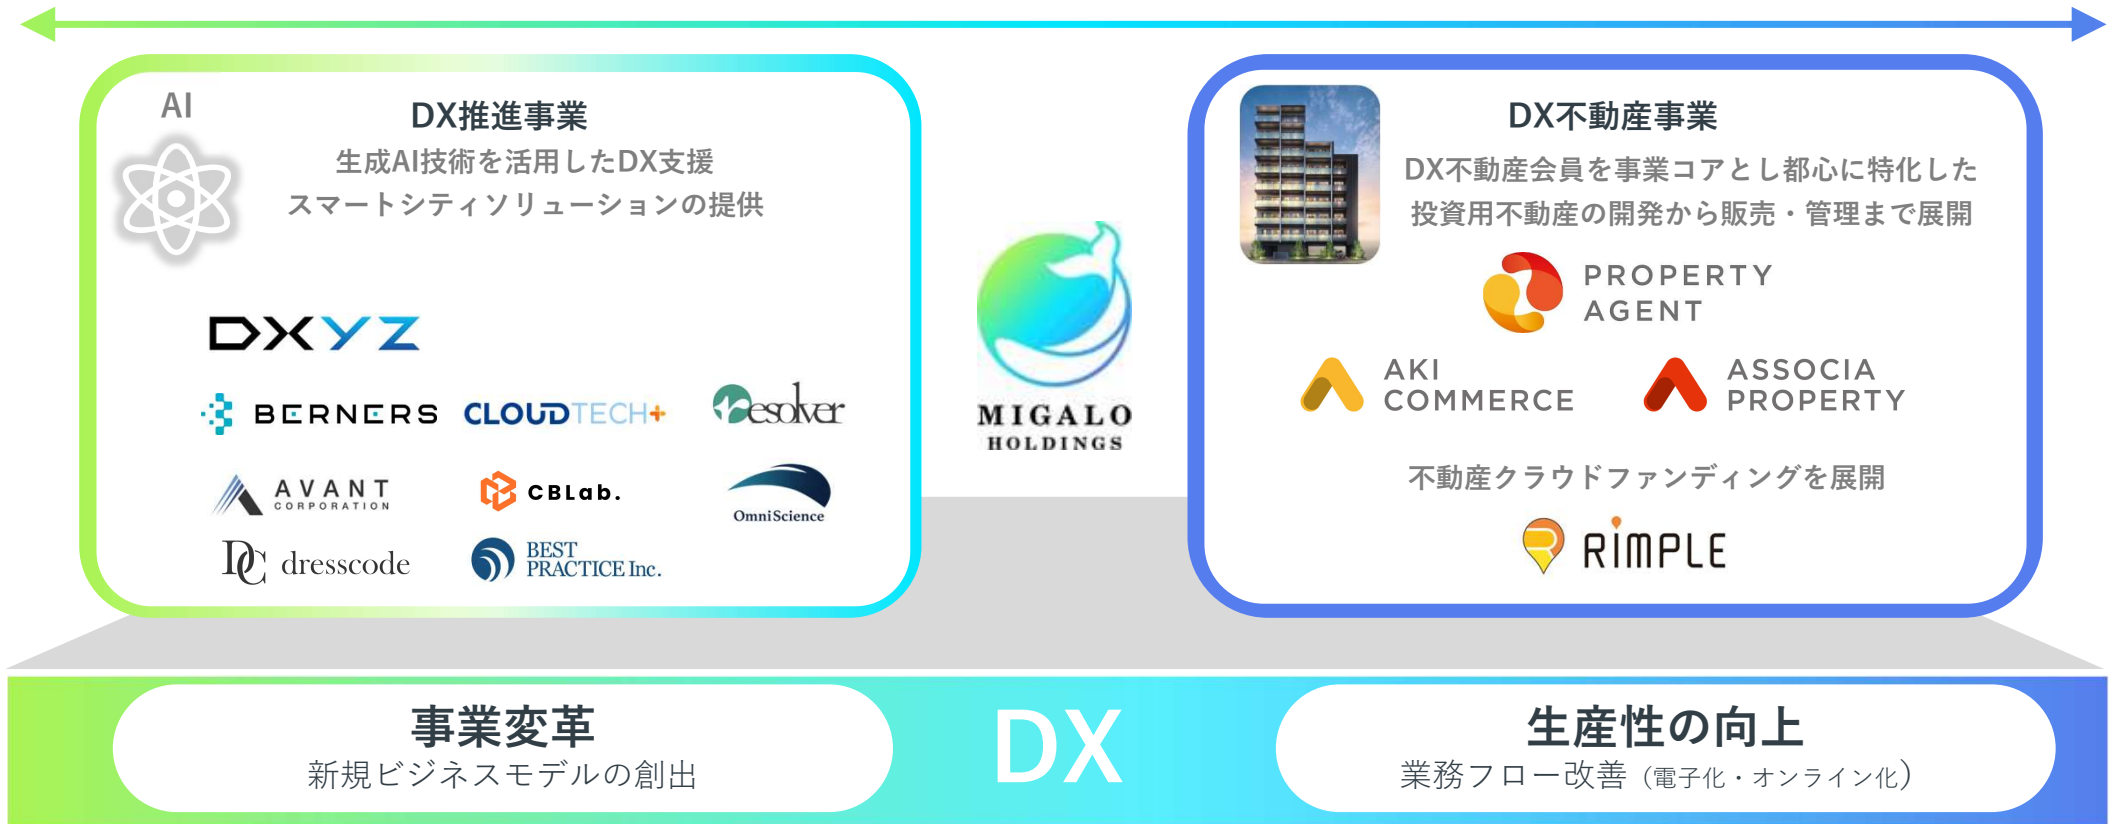 AI
DX推進事業
生成AI技術を活用したDX支援
スマートシティソリューションの提供
DXYZ
BERNERS
CLOUDTECH+
resolver
AVANT
CORPORATION
CBLab.
OmniScience
DC dresscode
BEST
PRACTICE Inc.
MIGALO
HOLDINGS
DX不動産事業
DX不動産会員を事業コアとし都心に特化した
投資用不動産の開発から販売・管理まで展開
PROPERTY
AGENT
AKI
COMMERCE
ASSOCIA
PROPERTY
不動産クラウドファンディングを展開
RIMPLE
事業変革
新規ビジネスモデルの創出
DX
生産性の向上
業務フロー改善（電子化・オンライン化）